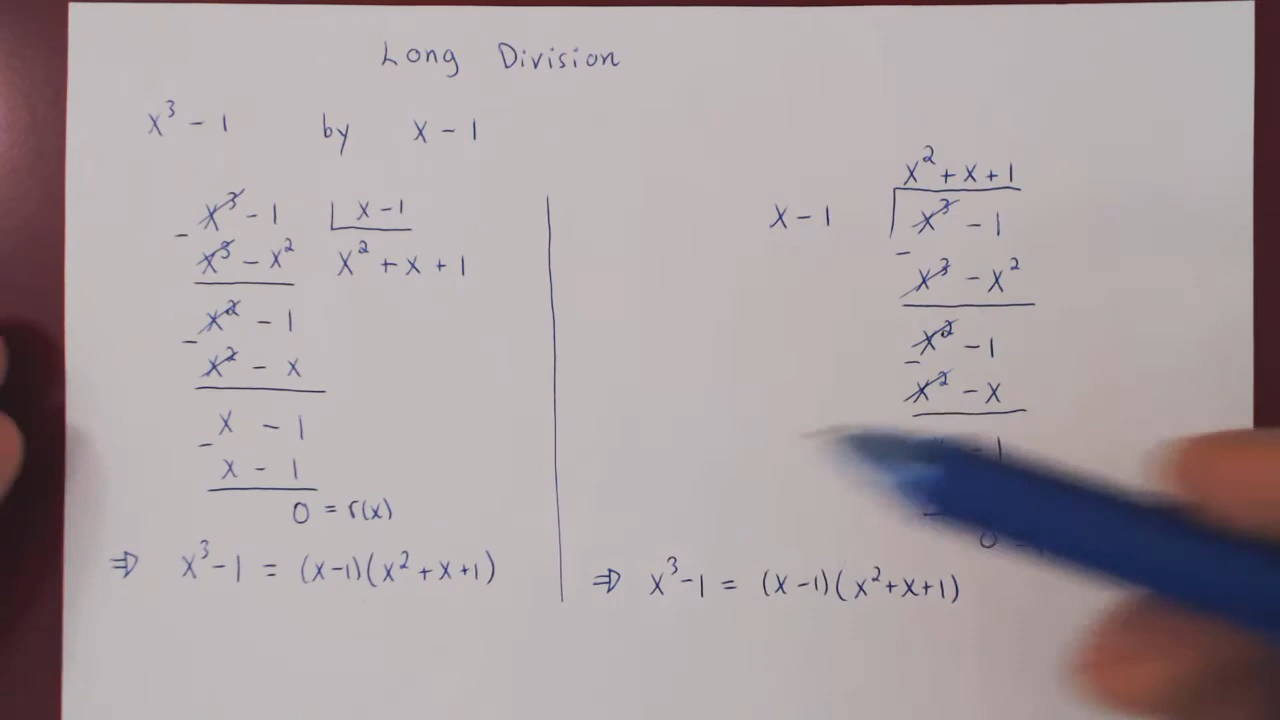 Long Division
x³ - 1 by x - 1
- x³ - 1 | x - 1
x³ - x² x² + x + 1
- x² - 1
x² - x
- x - 1
x - 1
0 = r(x)
⇒ x³ - 1 = (x - 1)(x² + x + 1)
x² + x + 1
x - 1 x³ - 1
- x³ - x²
x² - 1
- x² - x
- 1
0
⇒ x³ - 1 = (x - 1)(x² + x + 1)